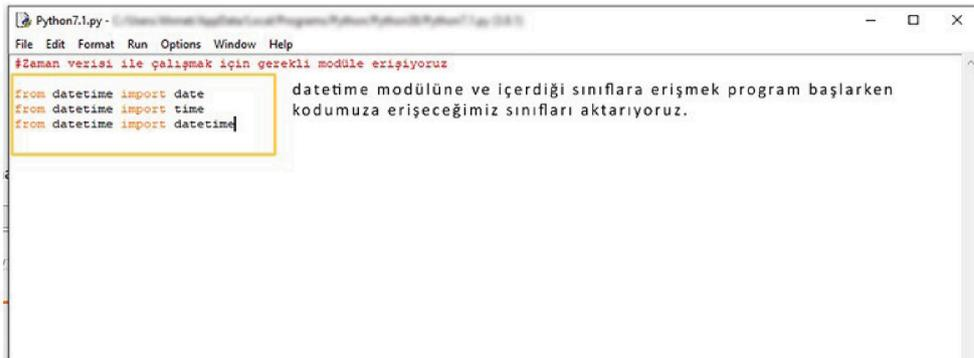 Python7.1.py -
File Edit Format Run Options Window Help
#Zaman verisi ile çalışmak için gerekli modüle erişiyoruz
from datetime import date
from datetime import time
from datetime import datetime
datetime modülüne ve içerdiği sınıflara erişmek program başlarken
kodumuza erişeceğimiz sınıfları aktarıyoruz.